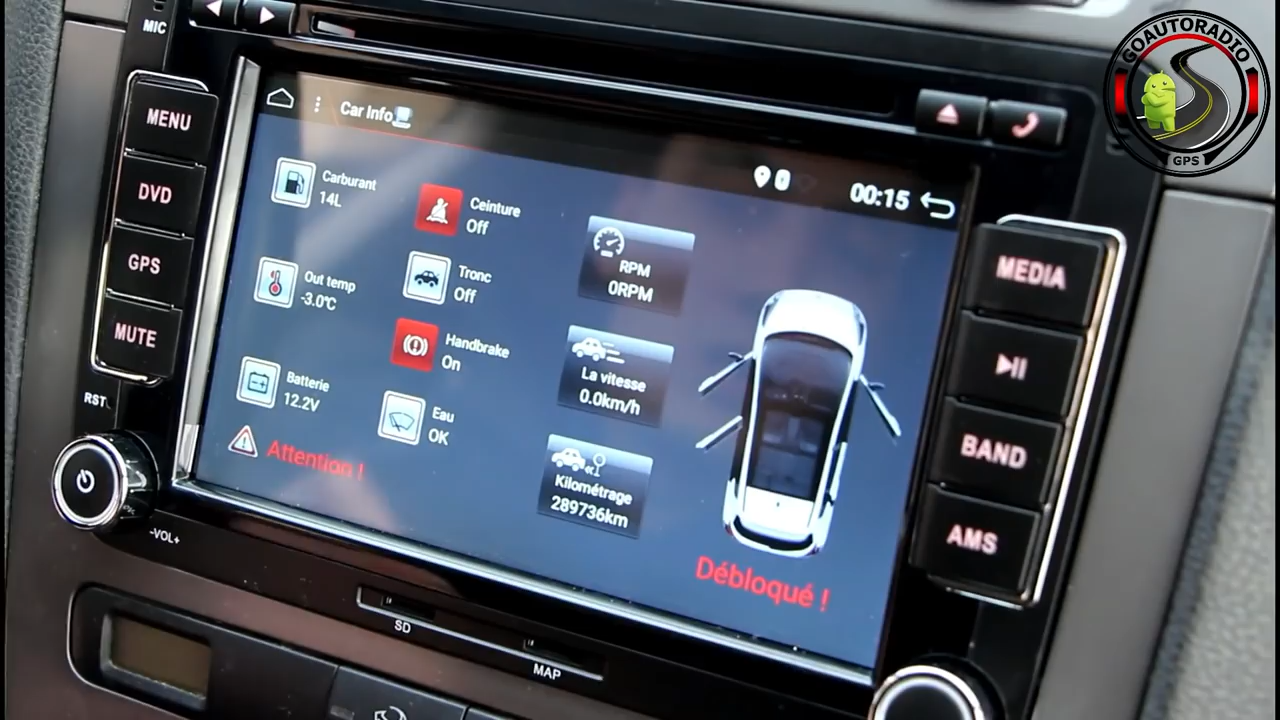 MIC
GOAUTORADIO
GPS
MENU
DVD
GPS
MUTE
RST
-VOL+
Car Info
00:15
Carburant
14L
Ceinture
Off
Out temp
-3.0℃
Tronc
Off
Batterie
12.2V
Handbrake
On
Eau
OK
Attention !
RPM
0RPM
La vitesse
0.0km/h
Kilométrage
289736km
Débloqué !
MEDIA
BAND
AMS
SD
MAP